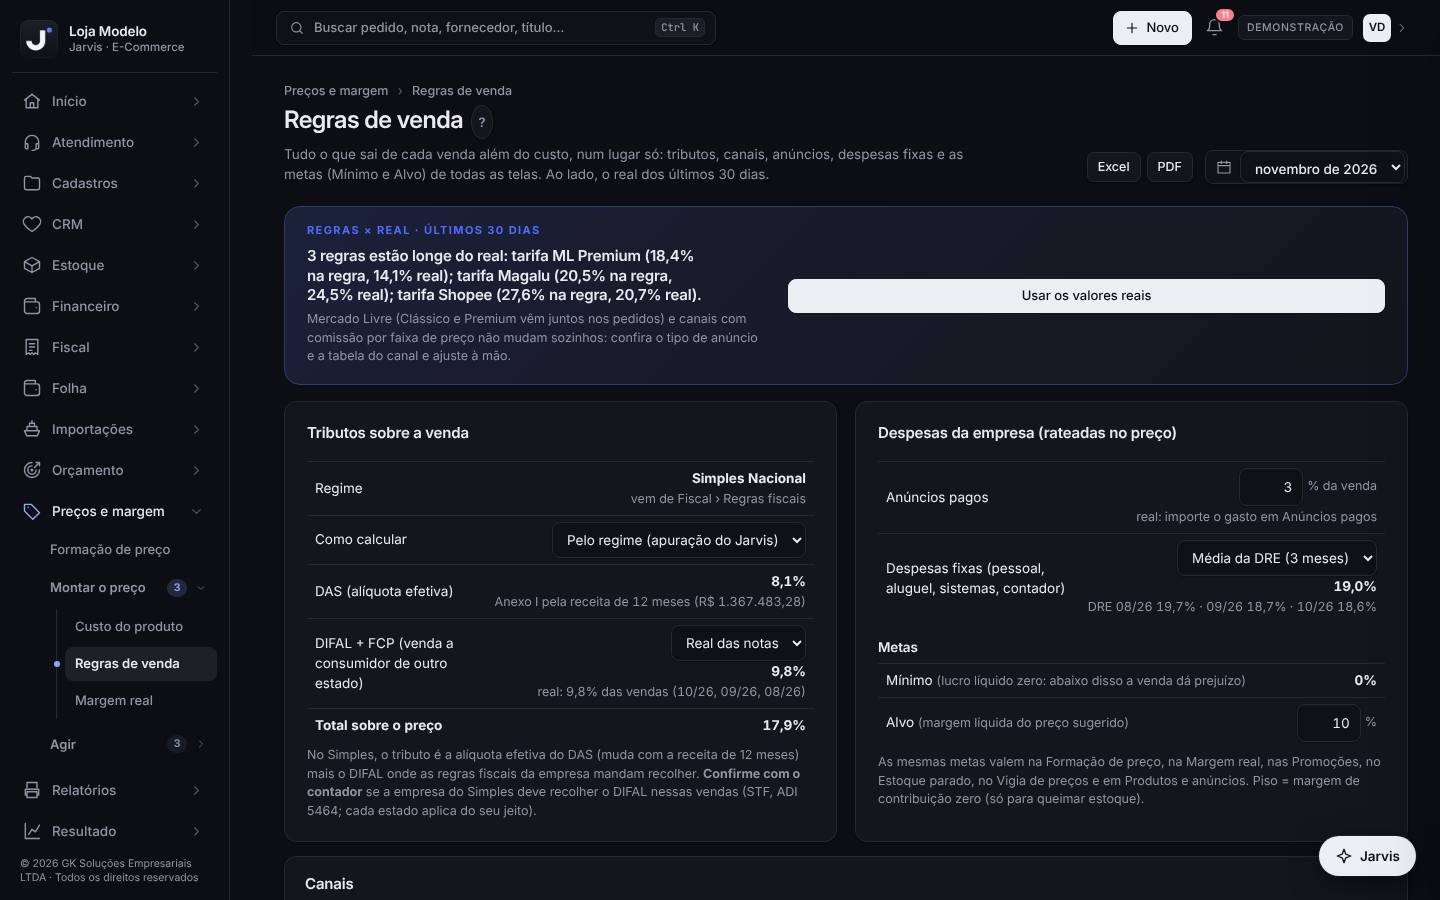 Loja Modelo
Jarvis · E-Commerce
Início
Atendimento
Cadastros
CRM
Estoque
Financeiro
Fiscal
Folha
Importações
Orçamento
Preços e margem
Formação de preço
Montar o preço 3
Custo do produto
Regras de venda
Margem real
Agir 3
Relatórios
Resultado
© 2026 GK Soluções Empresariais
LTDA · Todos os direitos reservados
Buscar pedido, nota, fornecedor, título... Ctrl K
+ Novo
11
DEMONSTRAÇÃO
VD
Preços e margem › Regras de venda
Regras de venda ?
Tudo o que sai de cada venda além do custo, num lugar só: tributos, canais, anúncios, despesas fixas e as
metas (Mínimo e Alvo) de todas as telas. Ao lado, o real dos últimos 30 dias.
Excel
PDF
novembro de 2026
REGRAS × REAL · ÚLTIMOS 30 DIAS
3 regras estão longe do real: tarifa ML Premium (18,4%
na regra, 14,1% real); tarifa Magalu (20,5% na regra,
24,5% real); tarifa Shopee (27,6% na regra, 20,7% real).
Mercado Livre (Clássico e Premium vêm juntos nos pedidos) e canais com
comissão por faixa de preço não mudam sozinhos: confira o tipo de anúncio
e a tabela do canal e ajuste à mão.
Usar os valores reais
Tributos sobre a venda
Regime
Simples Nacional
vem de Fiscal › Regras fiscais
Como calcular
Pelo regime (apuração do Jarvis)
DAS (alíquota efetiva)
8,1%
Anexo I pela receita de 12 meses (R$ 1.367.483,28)
DIFAL + FCP (venda a
consumidor de outro
estado)
Real das notas
9,8%
real: 9,8% das vendas (10/26, 09/26, 08/26)
Total sobre o preço 17,9%
No Simples, o tributo é a alíquota efetiva do DAS (muda com a receita de 12 meses)
mais o DIFAL onde as regras fiscais da empresa mandam recolher. Confirme com o
contador se a empresa do Simples deve recolher o DIFAL nessas vendas (STF, ADI
5464; cada estado aplica do seu jeito).
Despesas da empresa (rateadas no preço)
Anúncios pagos
3 % da venda
real: importe o gasto em Anúncios pagos
Despesas fixas (pessoal,
aluguel, sistemas, contador)
Média da DRE (3 meses)
19,0%
DRE 08/26 19,7% · 09/26 18,7% · 10/26 18,6%
Metas
Mínimo (lucro líquido zero: abaixo disso a venda dá prejuízo) 0%
Alvo (margem líquida do preço sugerido) 10 %
As mesmas metas valem na Formação de preço, na Margem real, nas Promoções, no
Estoque parado, no Vigia de preços e em Produtos e anúncios. Piso = margem de
contribuição zero (só para queimar estoque).
Canais
Jarvis